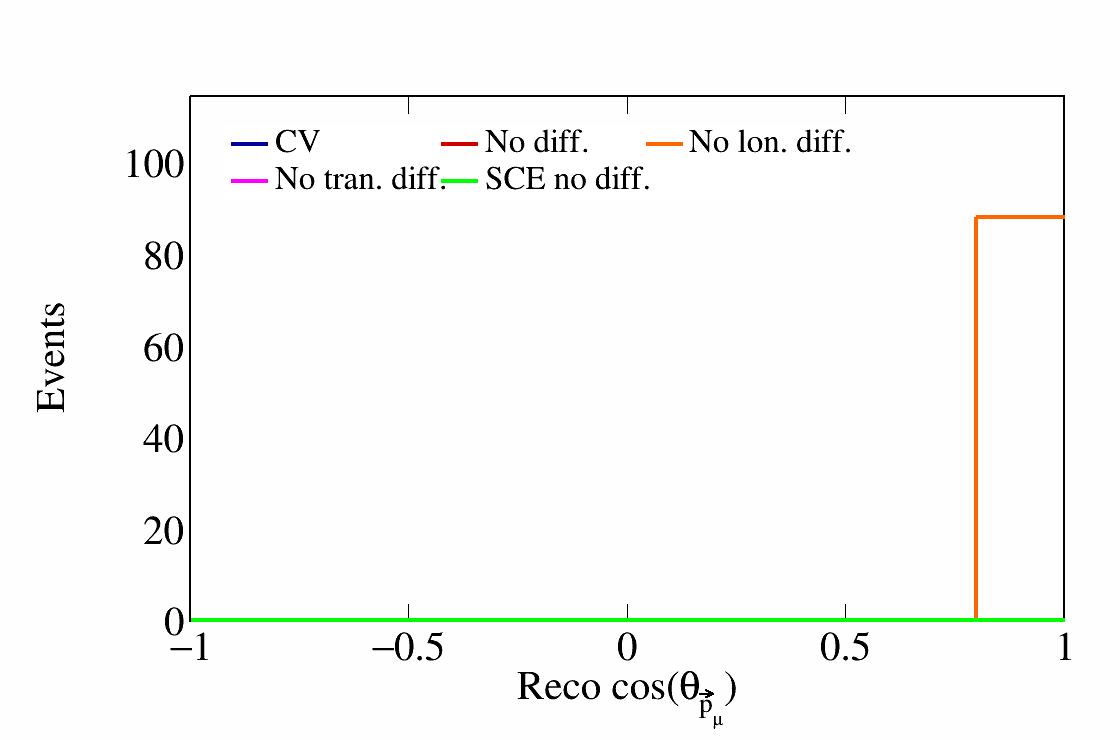 CV No diff. No lon. diff.
No tran. diff. SCE no diff.
100
80
60
40
20
0
−1 −0.5 0 0.5 1
Events
Reco cos(θ p⃗ μ)